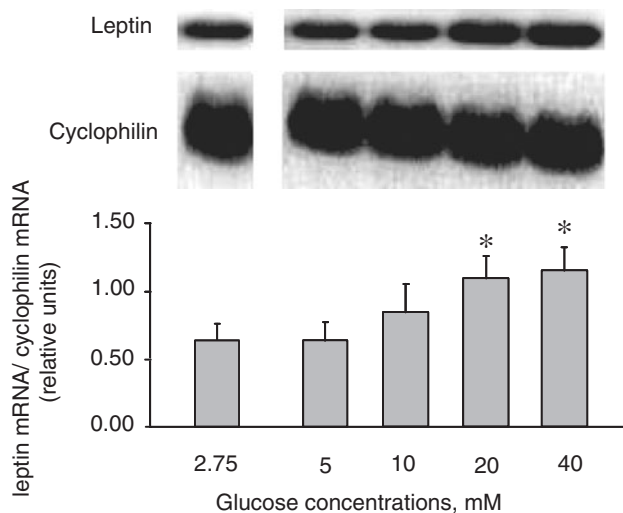 Leptin
Cyclophilin
leptin mRNA/ cyclophilin mRNA
(relative units)
1.50
1.00
0.50
0.00
* *
2.75 5 10 20 40
Glucose concentrations, mM